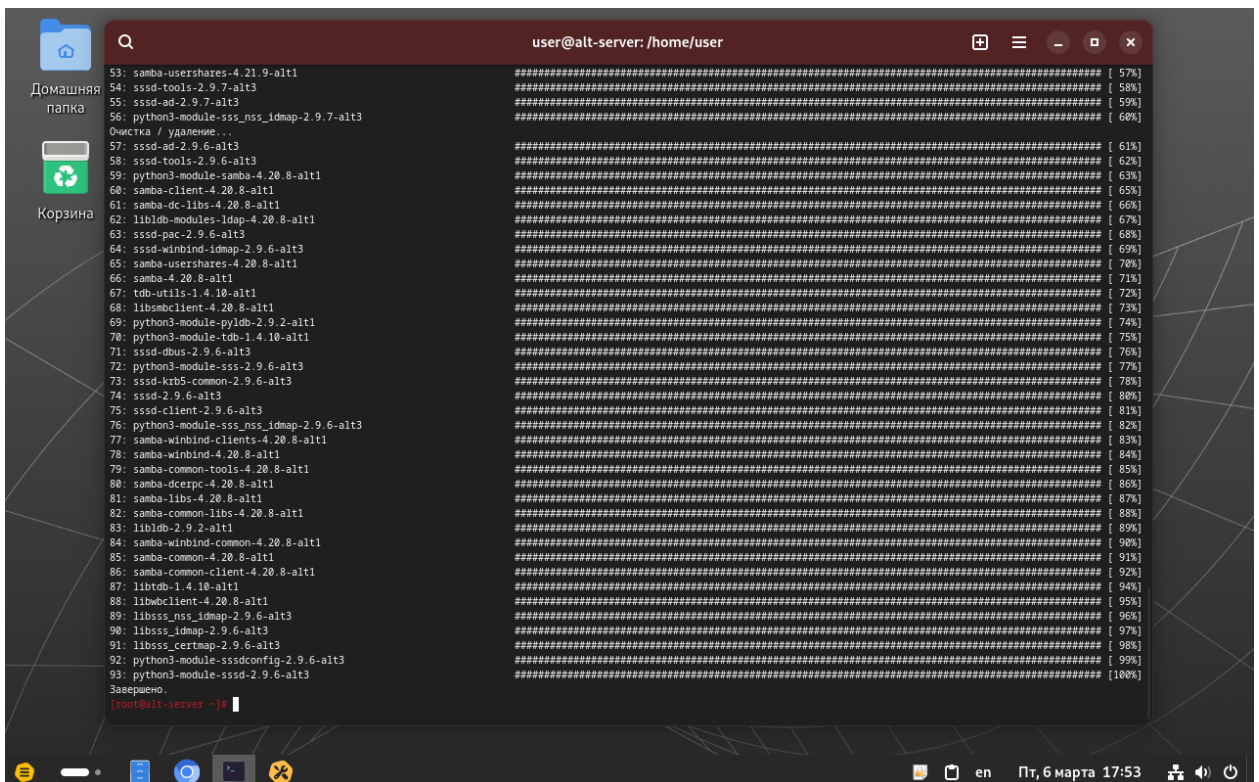 user@alt-server: /home/user
Домашняя
папка
Корзина
53: samba-usershares-4.21.9-alt1 ################################################################################ [ 57%]
54: sssd-tools-2.9.7-alt3 ################################################################################ [ 58%]
55: sssd-ad-2.9.7-alt3 ################################################################################ [ 59%]
56: python3-module-sss_nss_idmap-2.9.7-alt3 ################################################################################ [ 60%]
Очистка / удаление...
57: sssd-ad-2.9.6-alt3 ################################################################################ [ 61%]
58: sssd-tools-2.9.6-alt3 ################################################################################ [ 62%]
59: python3-module-samba-4.20.8-alt1 ################################################################################ [ 63%]
60: samba-client-4.20.8-alt1 ################################################################################ [ 65%]
61: samba-dc-libs-4.20.8-alt1 ################################################################################ [ 66%]
62: libldb-modules-ldap-4.20.8-alt1 ################################################################################ [ 67%]
63: sssd-pac-2.9.6-alt3 ################################################################################ [ 68%]
64: sssd-winbind-idmap-2.9.6-alt3 ################################################################################ [ 69%]
65: samba-usershares-4.20.8-alt1 ################################################################################ [ 70%]
66: samba-4.20.8-alt1 ################################################################################ [ 71%]
67: tdb-utils-1.4.10-alt1 ################################################################################ [ 72%]
68: libsmbclient-4.20.8-alt1 ################################################################################ [ 73%]
69: python3-module-pyldb-2.9.2-alt1 ################################################################################ [ 74%]
70: python3-module-tdb-1.4.10-alt1 ################################################################################ [ 75%]
71: sssd-dbus-2.9.6-alt3 ################################################################################ [ 76%]
72: python3-module-sss-2.9.6-alt3 ################################################################################ [ 77%]
73: sssd-krb5-common-2.9.6-alt3 ################################################################################ [ 78%]
74: sssd-2.9.6-alt3 ################################################################################ [ 80%]
75: sssd-client-2.9.6-alt3 ################################################################################ [ 81%]
76: python3-module-sss_nss_idmap-2.9.6-alt3 ################################################################################ [ 82%]
77: samba-winbind-clients-4.20.8-alt1 ################################################################################ [ 83%]
78: samba-winbind-4.20.8-alt1 ################################################################################ [ 84%]
79: samba-common-tools-4.20.8-alt1 ################################################################################ [ 85%]
80: samba-dcerpc-4.20.8-alt1 ################################################################################ [ 86%]
81: samba-libs-4.20.8-alt1 ################################################################################ [ 87%]
82: samba-common-libs-4.20.8-alt1 ################################################################################ [ 88%]
83: libldb-2.9.2-alt1 ################################################################################ [ 89%]
84: samba-winbind-common-4.20.8-alt1 ################################################################################ [ 90%]
85: samba-common-4.20.8-alt1 ################################################################################ [ 91%]
86: samba-common-client-4.20.8-alt1 ################################################################################ [ 92%]
87: libtdb-1.4.10-alt1 ################################################################################ [ 94%]
88: libwbclient-4.20.8-alt1 ################################################################################ [ 95%]
89: libsss_nss_idmap-2.9.6-alt3 ################################################################################ [ 96%]
90: libsss_idmap-2.9.6-alt3 ################################################################################ [ 97%]
91: libsss_certmap-2.9.6-alt3 ################################################################################ [ 98%]
92: python3-module-sssdconfig-2.9.6-alt3 ################################################################################ [ 99%]
93: python3-module-sssd-2.9.6-alt3 ################################################################################ [100%]
Завершено.
[root@alt-server ~]#
en Пт, 6 марта 17:53